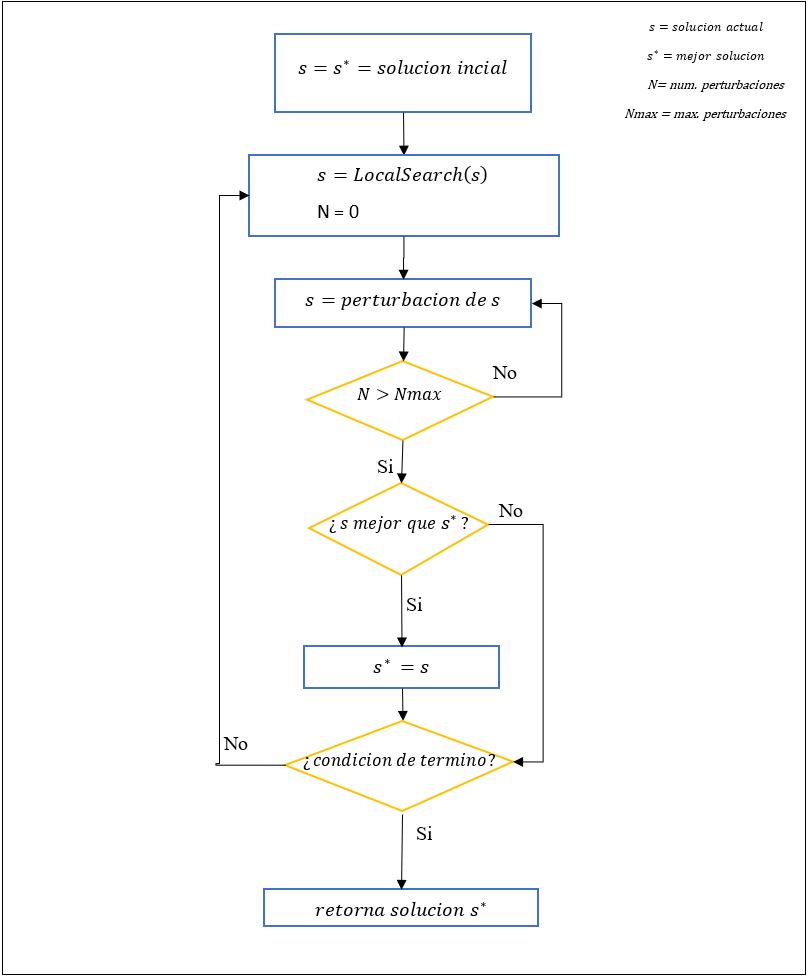 s = solucion actual
s* = mejor solucion
N= num. perturbaciones
Nmax = max. perturbaciones
s = s* = solucion incial
s = LocalSearch(s)
N = 0
s = perturbacion de s
No
N > Nmax
Si
No
¿s mejor que s*?
Si
s* = s
No
¿condicion de termino?
Si
retorna solucion s*